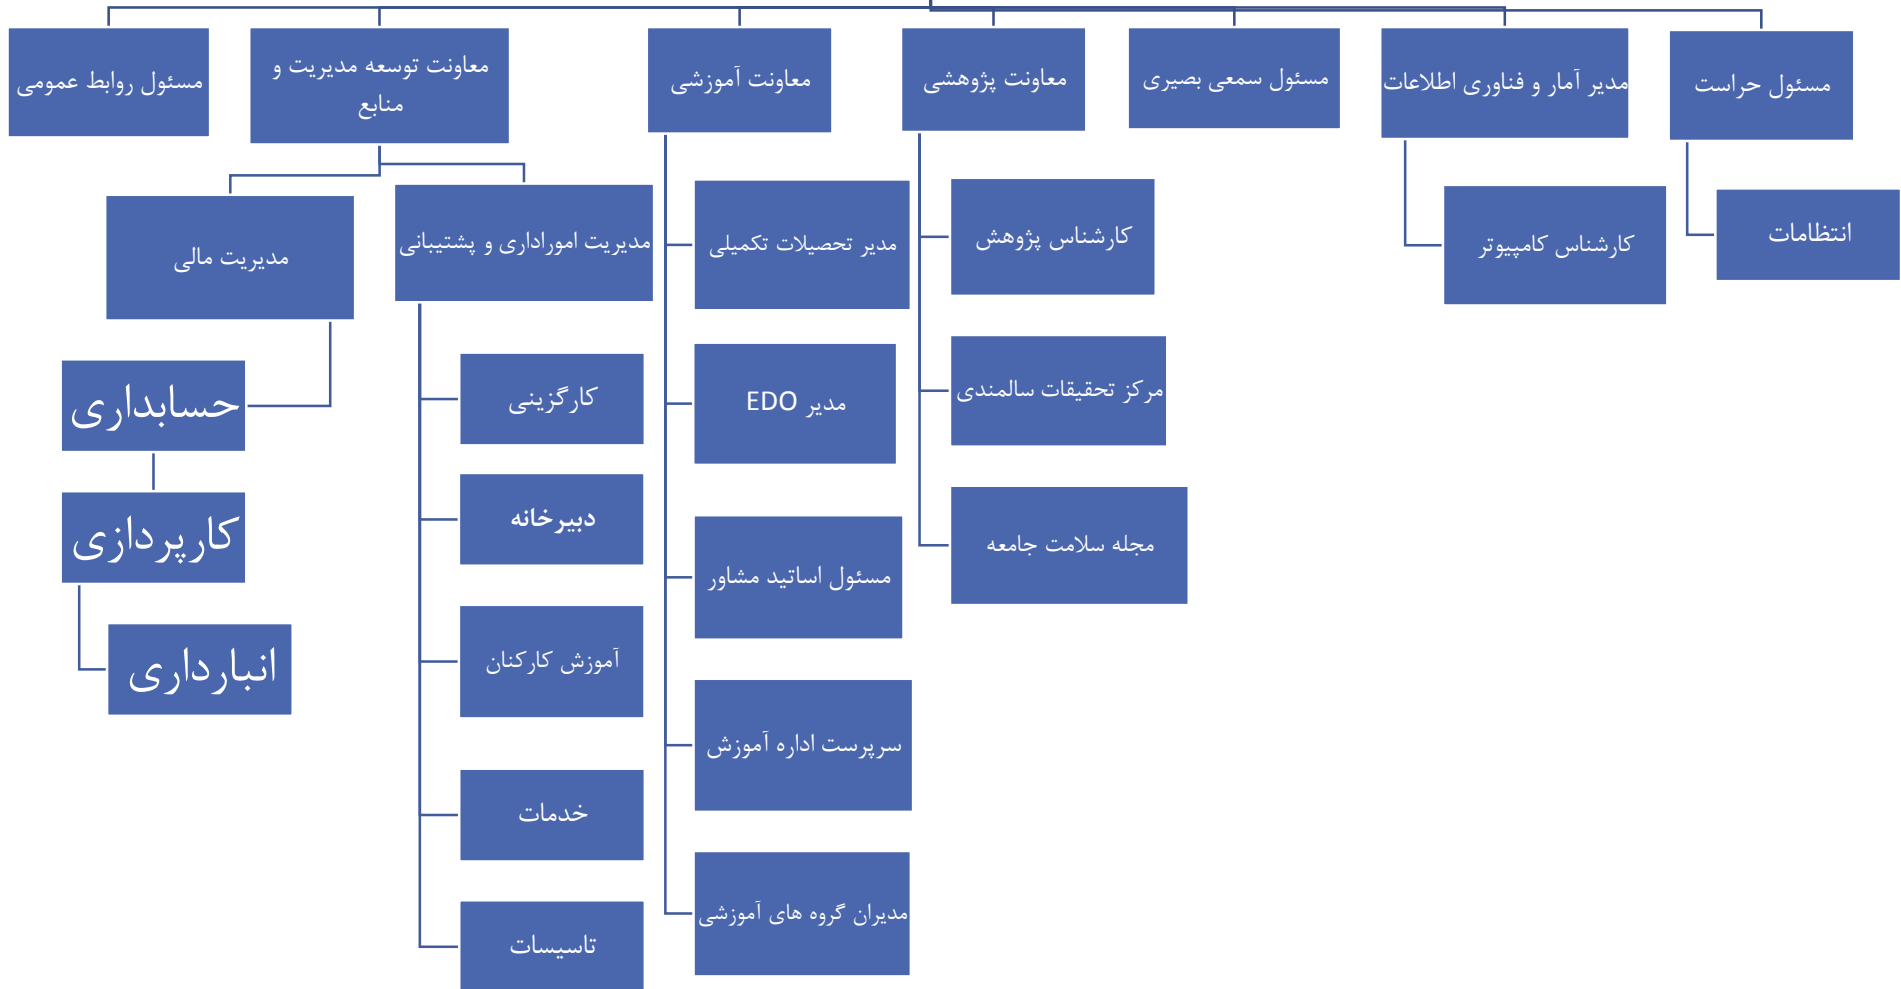 مسئول حراست
مدیر آمار و فناوری اطلاعات
مسئول سمعی بصیری
معاونت پژوهشی
معاونت آموزشی
معاونت توسعه مدیریت و
منابع
مسئول روابط عمومی
انتظامات
کارشناس کامپیوتر
کارشناس پژوهش
مرکز تحقیقات سالمندی
مجله سلامت جامعه
مدیر تحصیلات تکمیلی
مدیر EDO
مسئول اساتید مشاور
سرپرست اداره آموزش
مدیران گروه های آموزشی
مدیریت اموراداری و پشتیبانی
کارگزینی
دبیرخانه
آموزش کارکنان
خدمات
تاسیسات
مدیریت مالی
حسابداری
کارپردازی
انبارداری